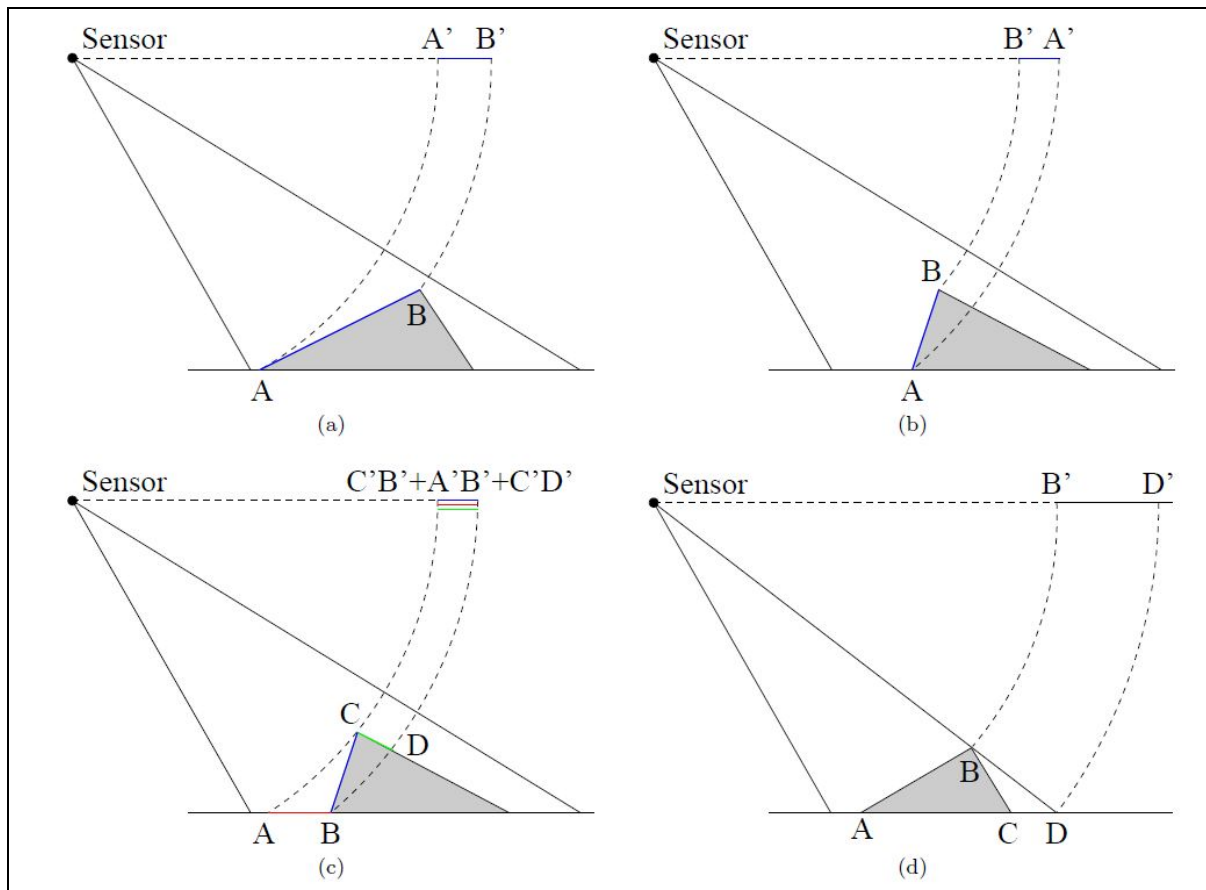 Sensor A’ B’
B
A
(a)
Sensor B’ A’
B
A
(b)
Sensor C’B’+A’B’+C’D’
C
D
A B
(c)
Sensor B’ D’
B
A C D
(d)